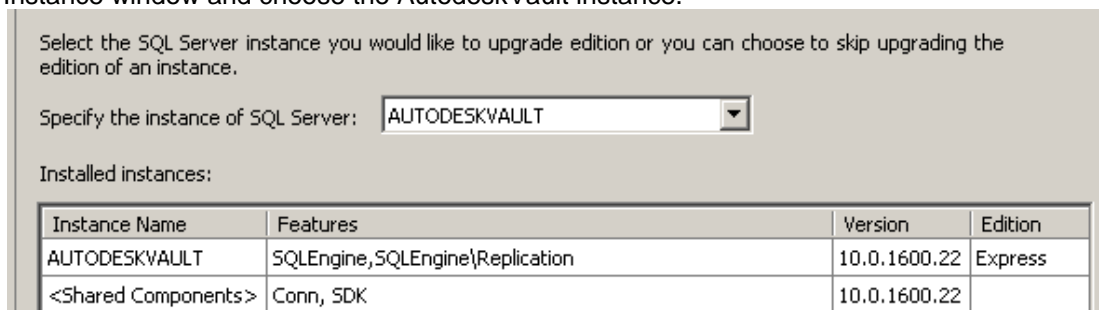 instance window and choose the AutodeskVault instance.
Select the SQL Server instance you would like to upgrade edition or you can choose to skip upgrading the
edition of an instance.
Specify the instance of SQL Server: AUTODESKVAULT
Installed instances:
Instance Name Features Version Edition
AUTODESKVAULT SQLEngine,SQLEngine\Replication 10.0.1600.22 Express
<Shared Components> Conn, SDK 10.0.1600.22